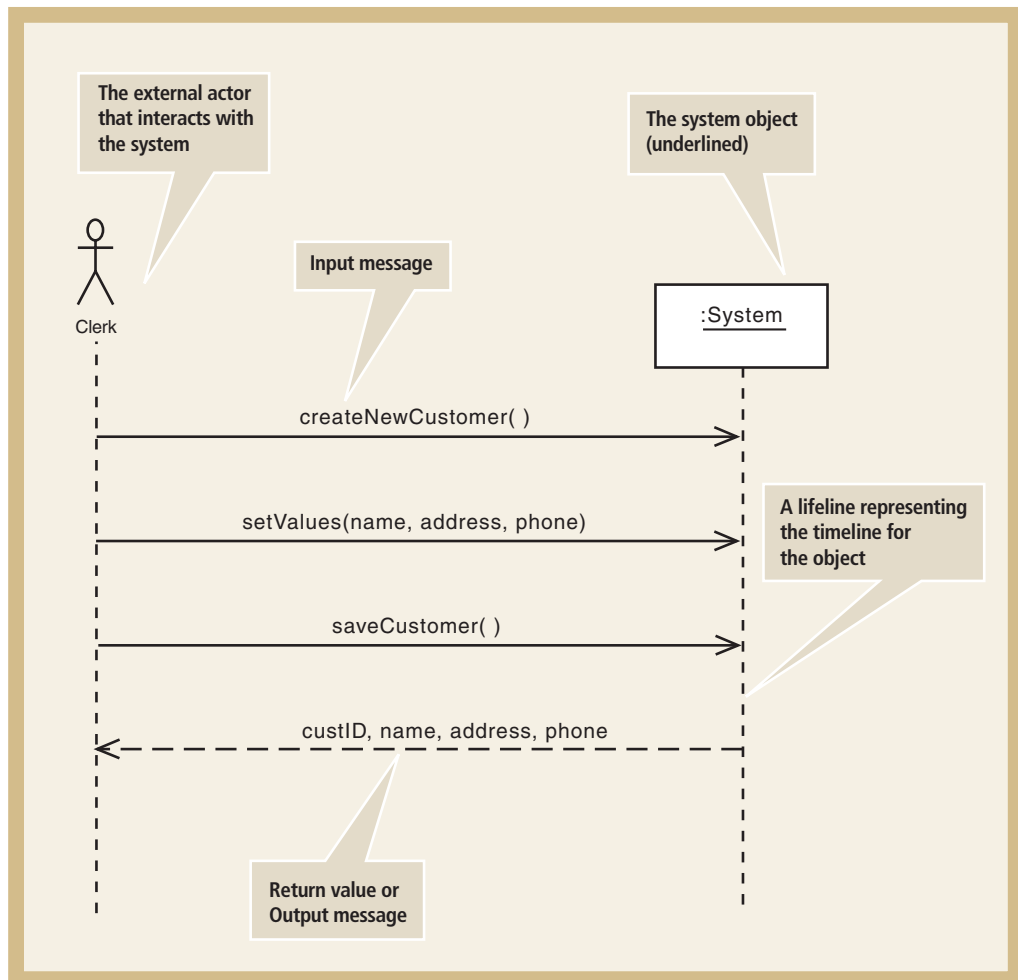 The external actor
that interacts with
the system
The system object
(underlined)
Input message
Clerk
:System
createNewCustomer( )
setValues(name, address, phone)
A lifeline representing
the timeline for
the object
saveCustomer( )
custID, name, address, phone
Return value or
Output message